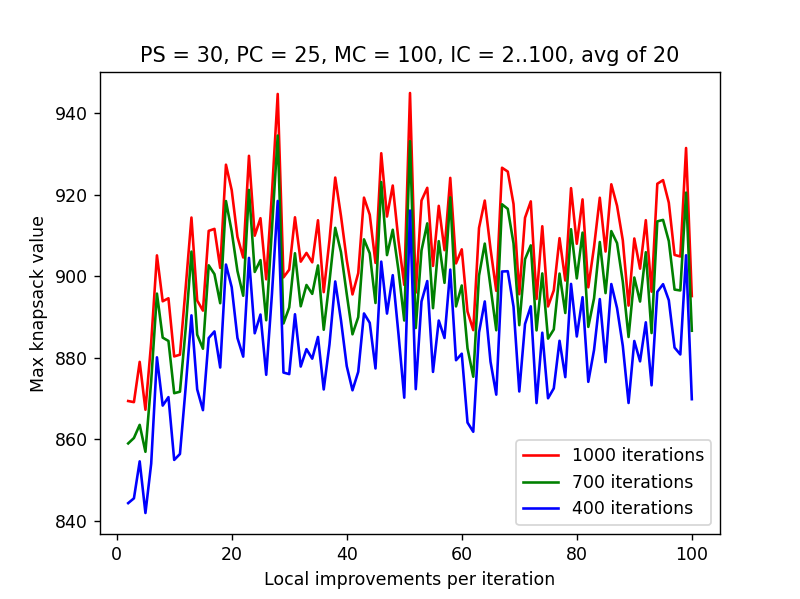 PS = 30, PC = 25, MC = 100, IC = 2..100, avg of 20
Max knapsack value
940
920
900
880
860
840
1000 iterations
700 iterations
400 iterations
0 20 40 60 80 100
Local improvements per iteration